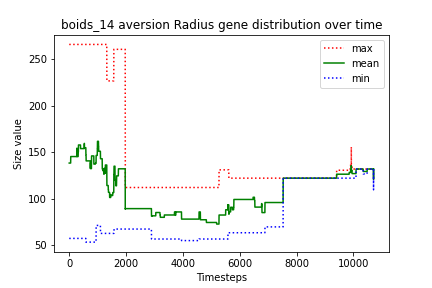 boids_14 aversion Radius gene distribution over time
max
mean
min
Size value
250
200
150
100
50
0
2000
4000
6000
8000
10000
Timesteps